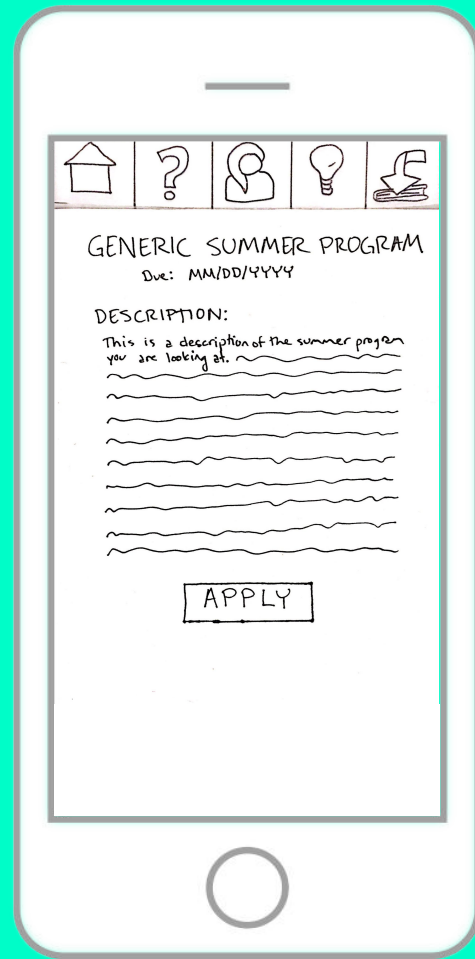 ?
GENERIC SUMMER PROGRAM
Due: MM/DD/YYYY
DESCRIPTION:
This is a description of the summer progrm
you are looking at.
APPLY